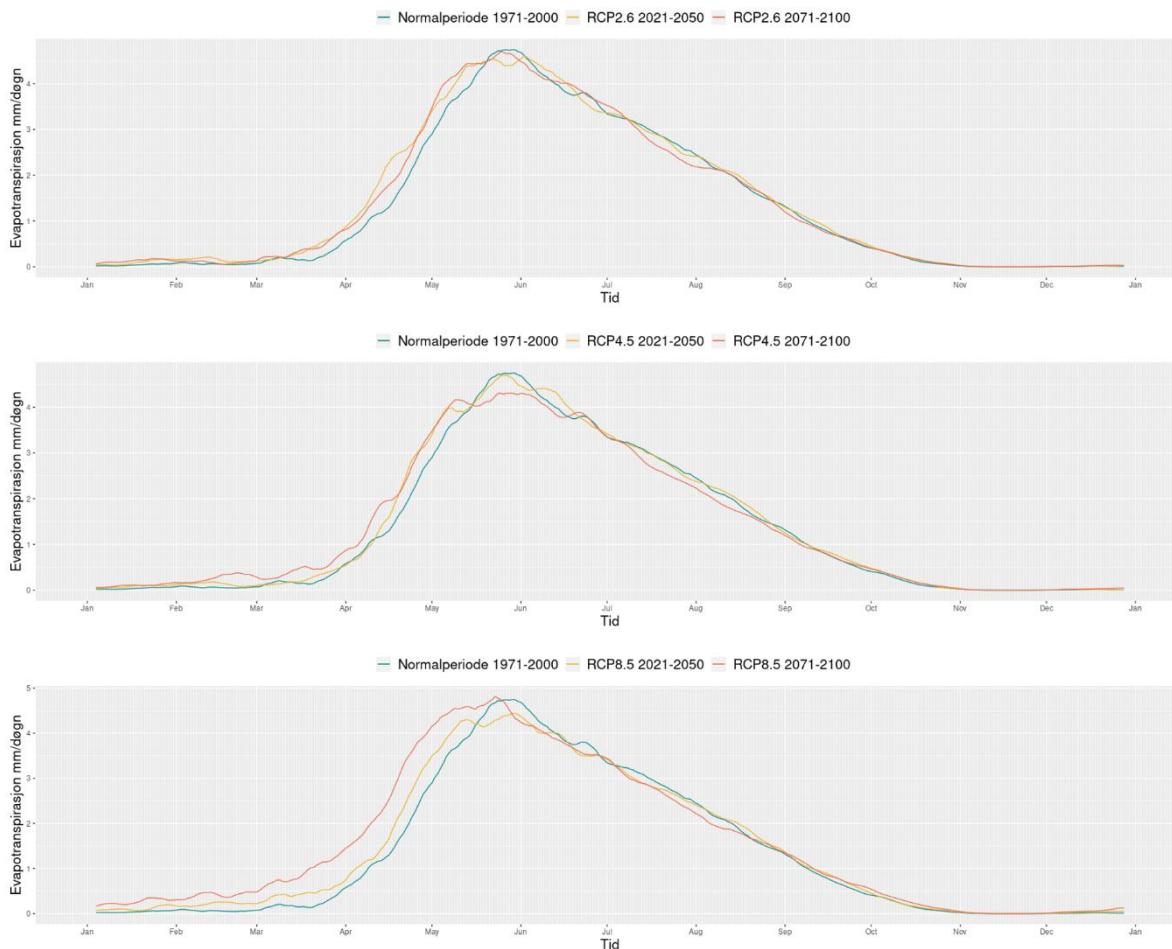 Normalperiode 1971-2000 RCP2.6 2021-2050 RCP2.6 2071-2100
Evapotranspirasjon mm/døgn
4
3
2
1
0
Jan Feb Mar Apr May Jun Jul Aug Sep Oct Nov Dec Jan
Tid
Normalperiode 1971-2000 RCP4.5 2021-2050 RCP4.5 2071-2100
Evapotranspirasjon mm/døgn
4
3
2
1
0
Jan Feb Mar Apr May Jun Jul Aug Sep Oct Nov Dec Jan
Tid
Normalperiode 1971-2000 RCP8.5 2021-2050 RCP8.5 2071-2100
Evapotranspirasjon mm/døgn
5
4
3
2
1
0
Jan Feb Mar Apr May Jun Jul Aug Sep Oct Nov Dec Jan
Tid